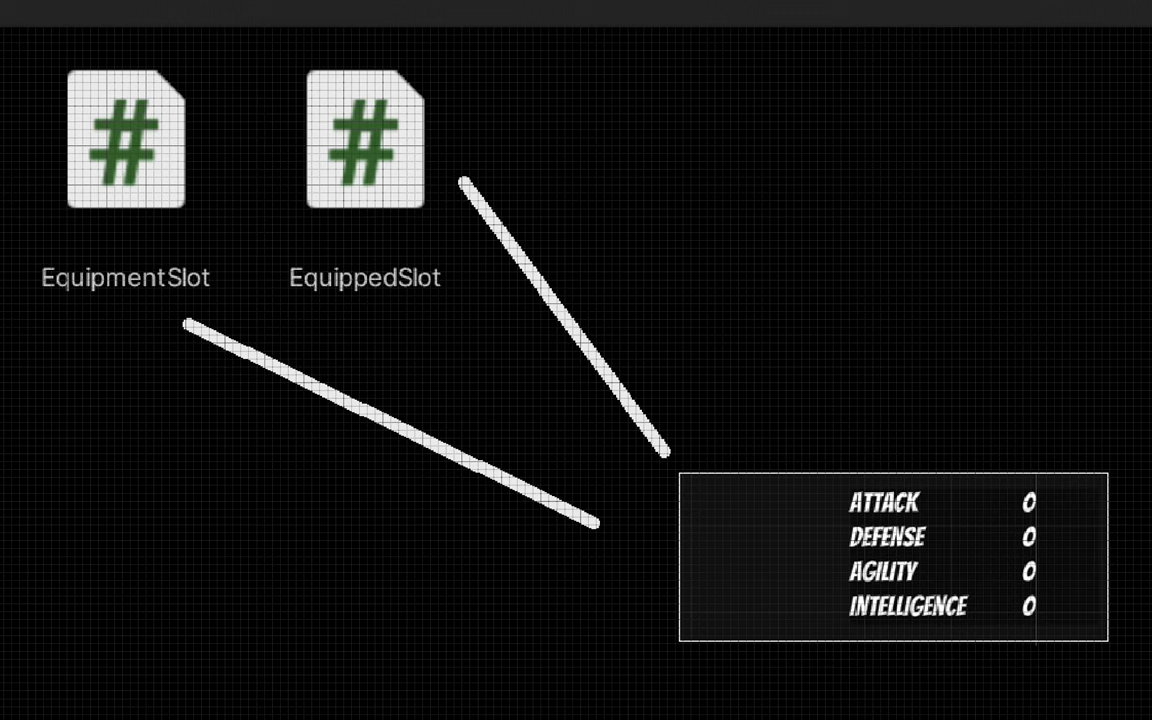 #
#
EquipmentSlot
EquippedSlot
ATTACK 0
DEFENSE 0
AGILITY 0
INTELLIGENCE 0